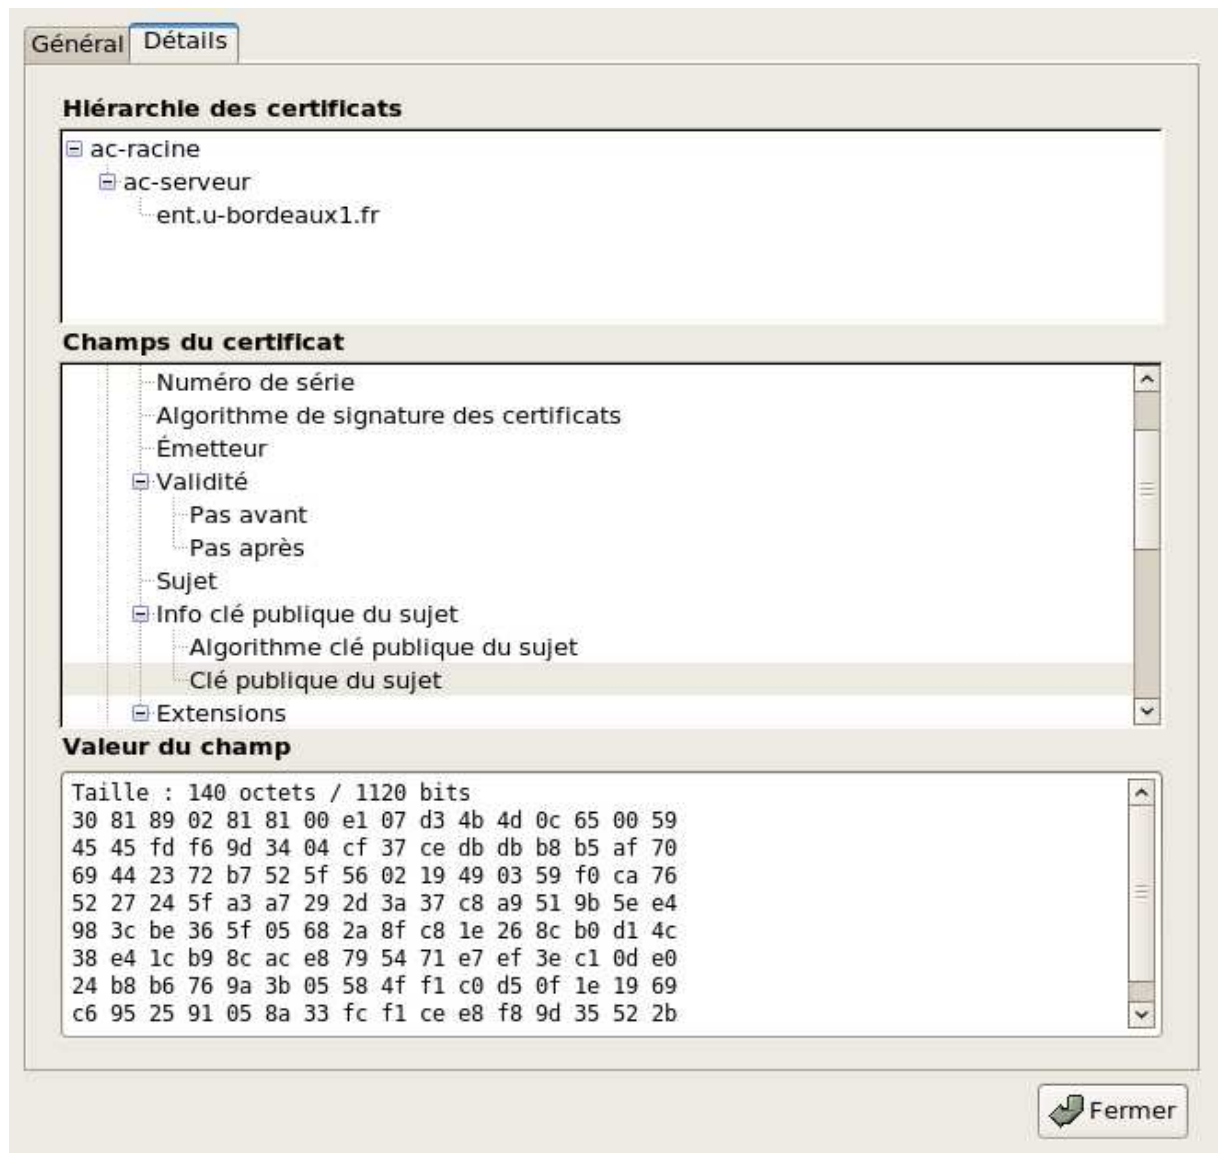 Général Détails
Hiérarchie des certificats
ac-racine
ac-serveur
ent.u-bordeaux1.fr
Champs du certificat
Numéro de série
Algorithme de signature des certificats
Émetteur
Validité
Pas avant
Pas après
Sujet
Info clé publique du sujet
Algorithme clé publique du sujet
Clé publique du sujet
Extensions
Valeur du champ
Taille : 140 octets / 1120 bits
30 81 89 02 81 81 00 e1 07 d3 4b 4d 0c 65 00 59
45 45 fd f6 9d 34 04 cf 37 ce db db b8 b5 af 70
69 44 23 72 b7 52 5f 56 02 19 49 03 59 f0 ca 76
52 27 24 5f a3 a7 29 2d 3a 37 c8 a9 51 9b 5e e4
98 3c be 36 5f 05 68 2a 8f c8 1e 26 8c b0 d1 4c
38 e4 1c b9 8c ac e8 79 54 71 e7 ef 3e c1 0d e0
24 b8 b6 76 9a 3b 05 58 4f f1 c0 d5 0f 1e 19 69
c6 95 25 91 05 8a 33 fc f1 ce e8 f8 9d 35 52 2b
Fermer